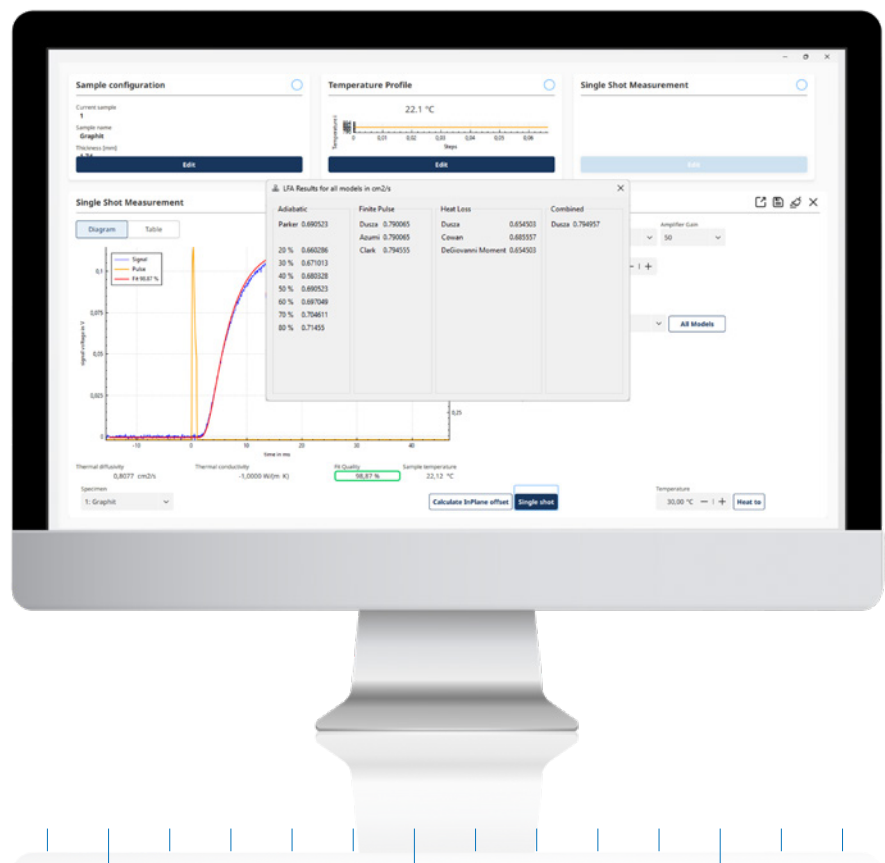 Sample configuration
Current sample
1
Sample name
Graphit
Thickness [mm]
Edit
Temperature Profile
22.1 °C
0 0,01 0,02 0,03 0,04 0,05 0,06
Steps
Edit
Single Shot Measurement
Edit
Single Shot Measurement
Diagram Table
Signal
Pulse
Fit 98.87 %
signal voltage in V
0,1
0,075
0,05
0,025
0
-10 0 10 20 30 40
time in ms
0,25
LFA Results for all models in cm2/s
Adiabatic Finite Pulse Heat Loss Combined
Parker 0.690523 Dusza 0.790065 Dusza 0.654503 Dusza 0.794957
Azumi 0.790065 Cowan 0.685557
20 % 0.660286 Clark 0.794555 DeGiovanni Moment 0.654503
30 % 0.671013
40 % 0.680328
50 % 0.690523
60 % 0.697049
70 % 0.704611
80 % 0.71455
Amplifier Gain
50
All Models
Thermal diffusivity Thermal conductivity Fit Quality Sample temperature
0,8077 cm2/s -1,0000 W/(m K) 98,87 % 22,12 °C
Specimen
1: Graphit
Calculate InPlane offset Single shot
Temperature
30,00 °C Heat to